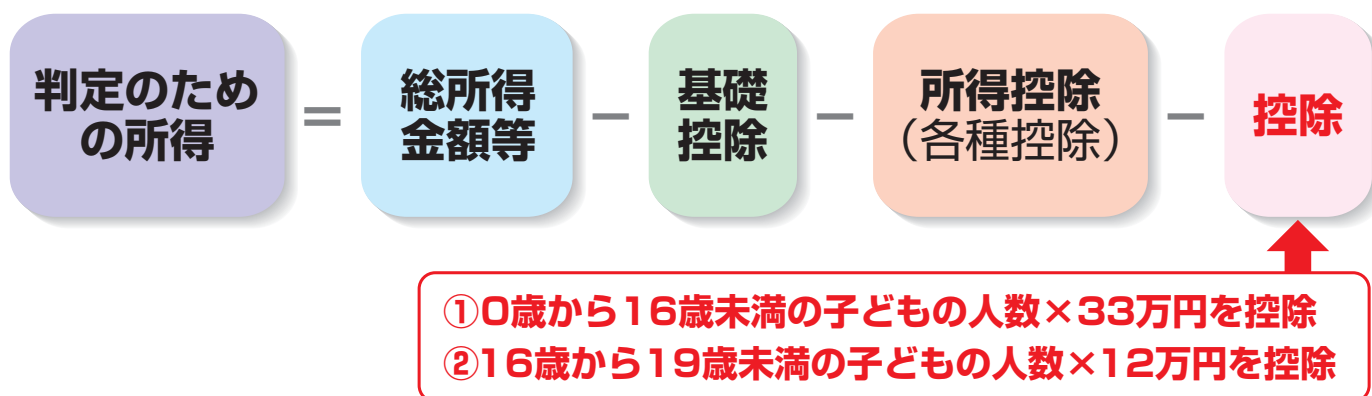 判定のため
の所得
＝
総所得
金額等
－
基礎
控除
－
所得控除
（各種控除）
－
控除
①0歳から16歳未満の子どもの人数×33万円を控除
②16歳から19歳未満の子どもの人数×12万円を控除